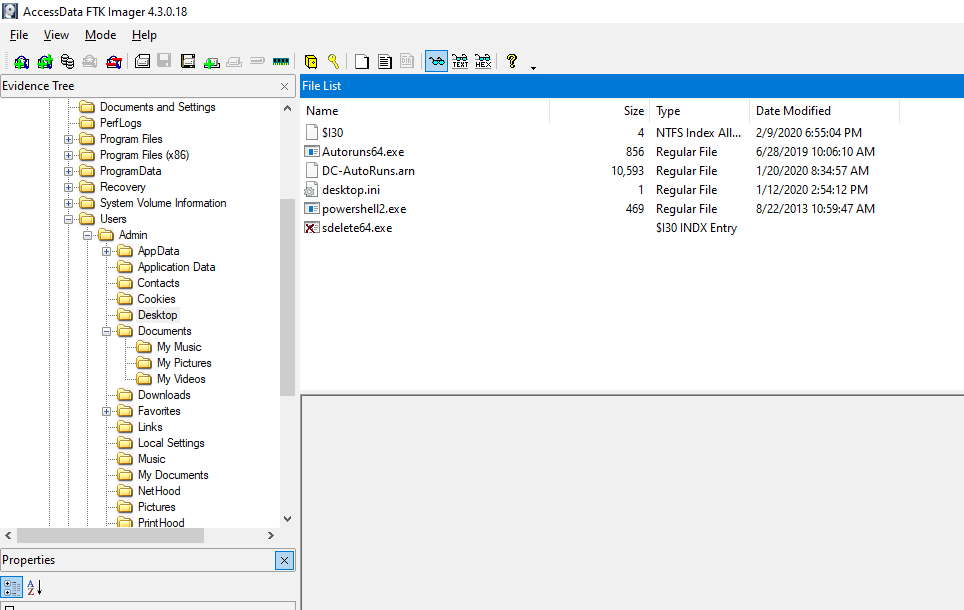 AccessData FTK Imager 4.3.0.18
File View Mode Help
Evidence Tree
Documents and Settings
PerfLogs
Program Files
Program Files (x86)
ProgramData
Recovery
System Volume Information
Users
Admin
AppData
Application Data
Contacts
Cookies
Desktop
Documents
My Music
My Pictures
My Videos
Downloads
Favorites
Links
Local Settings
Music
My Documents
NetHood
Pictures
PrintHood
Properties
File List
Name Size Type Date Modified
$I30 4 NTFS Index All... 2/9/2020 6:55:04 PM
Autoruns64.exe 856 Regular File 6/28/2019 10:06:10 AM
DC-AutoRuns.arn 10,593 Regular File 1/20/2020 8:34:57 AM
desktop.ini 1 Regular File 1/12/2020 2:54:12 PM
powershell2.exe 469 Regular File 8/22/2013 10:59:47 AM
sdelete64.exe $I30 INDX Entry